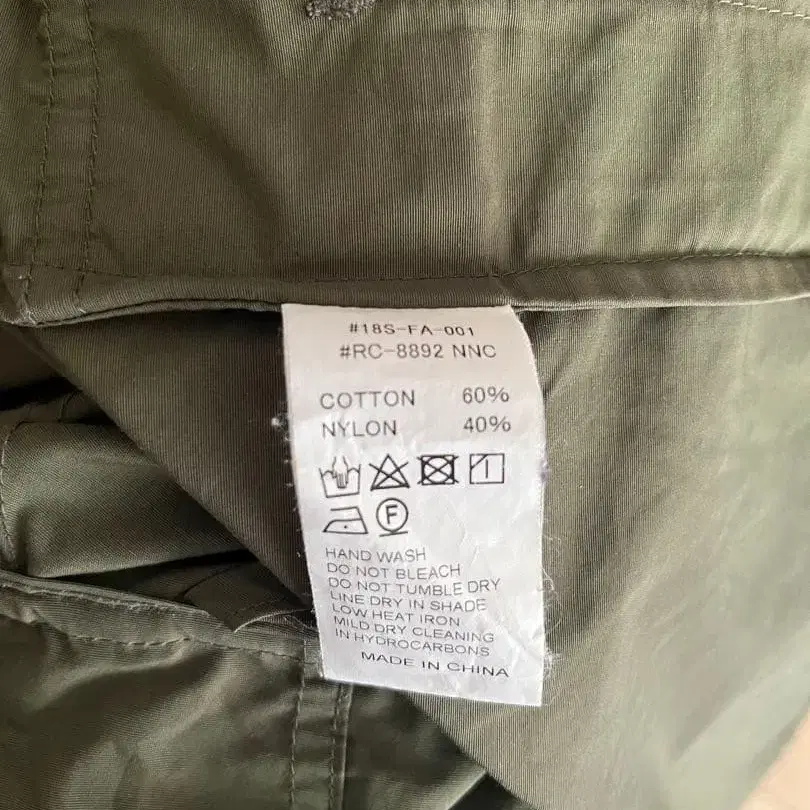 #18S-FA-001
#RC-8892 NNC
COTTON 60%
NYLON 40%
F
HAND WASH
DO NOT BLEACH
DO NOT TUMBLE DRY
LINE DRY IN SHADE
LOW HEAT IRON
MILD DRY CLEANING
IN HYDROCARBONS
MADE IN CHINA